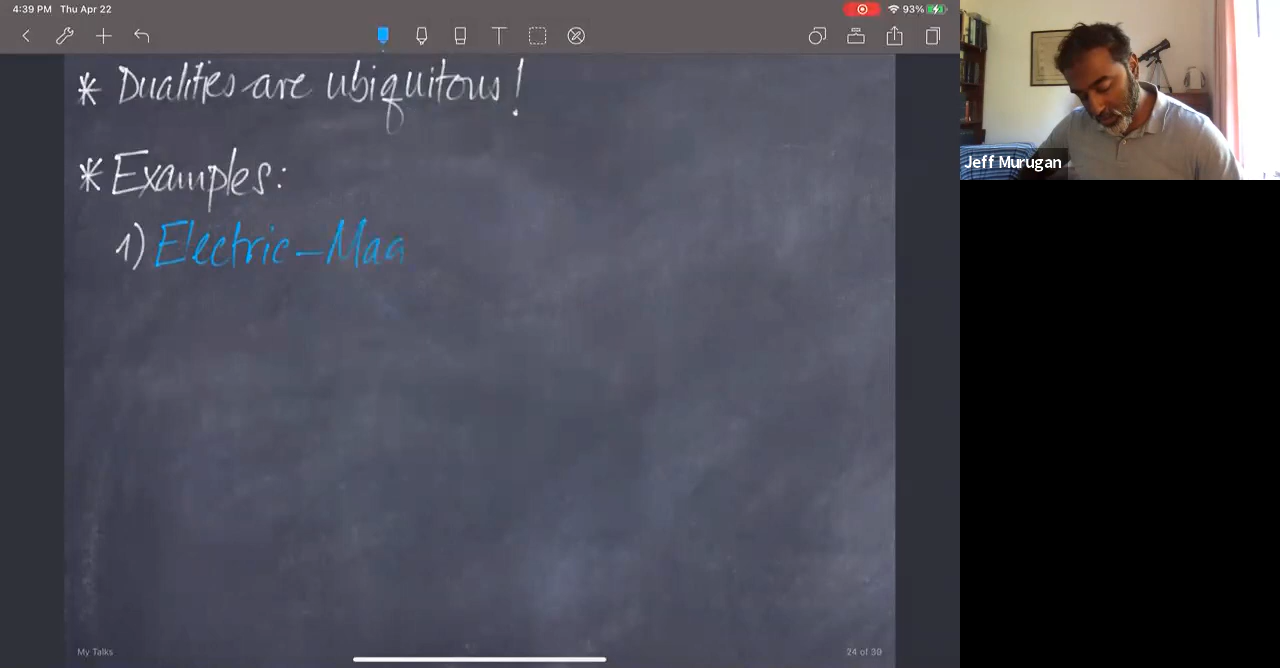 4:39 PM Thu Apr 22
93%
* Dualities are ubiquitous!
* Examples:
1) Electric-Mag
Jeff Murugan
My Talks
24 of 30